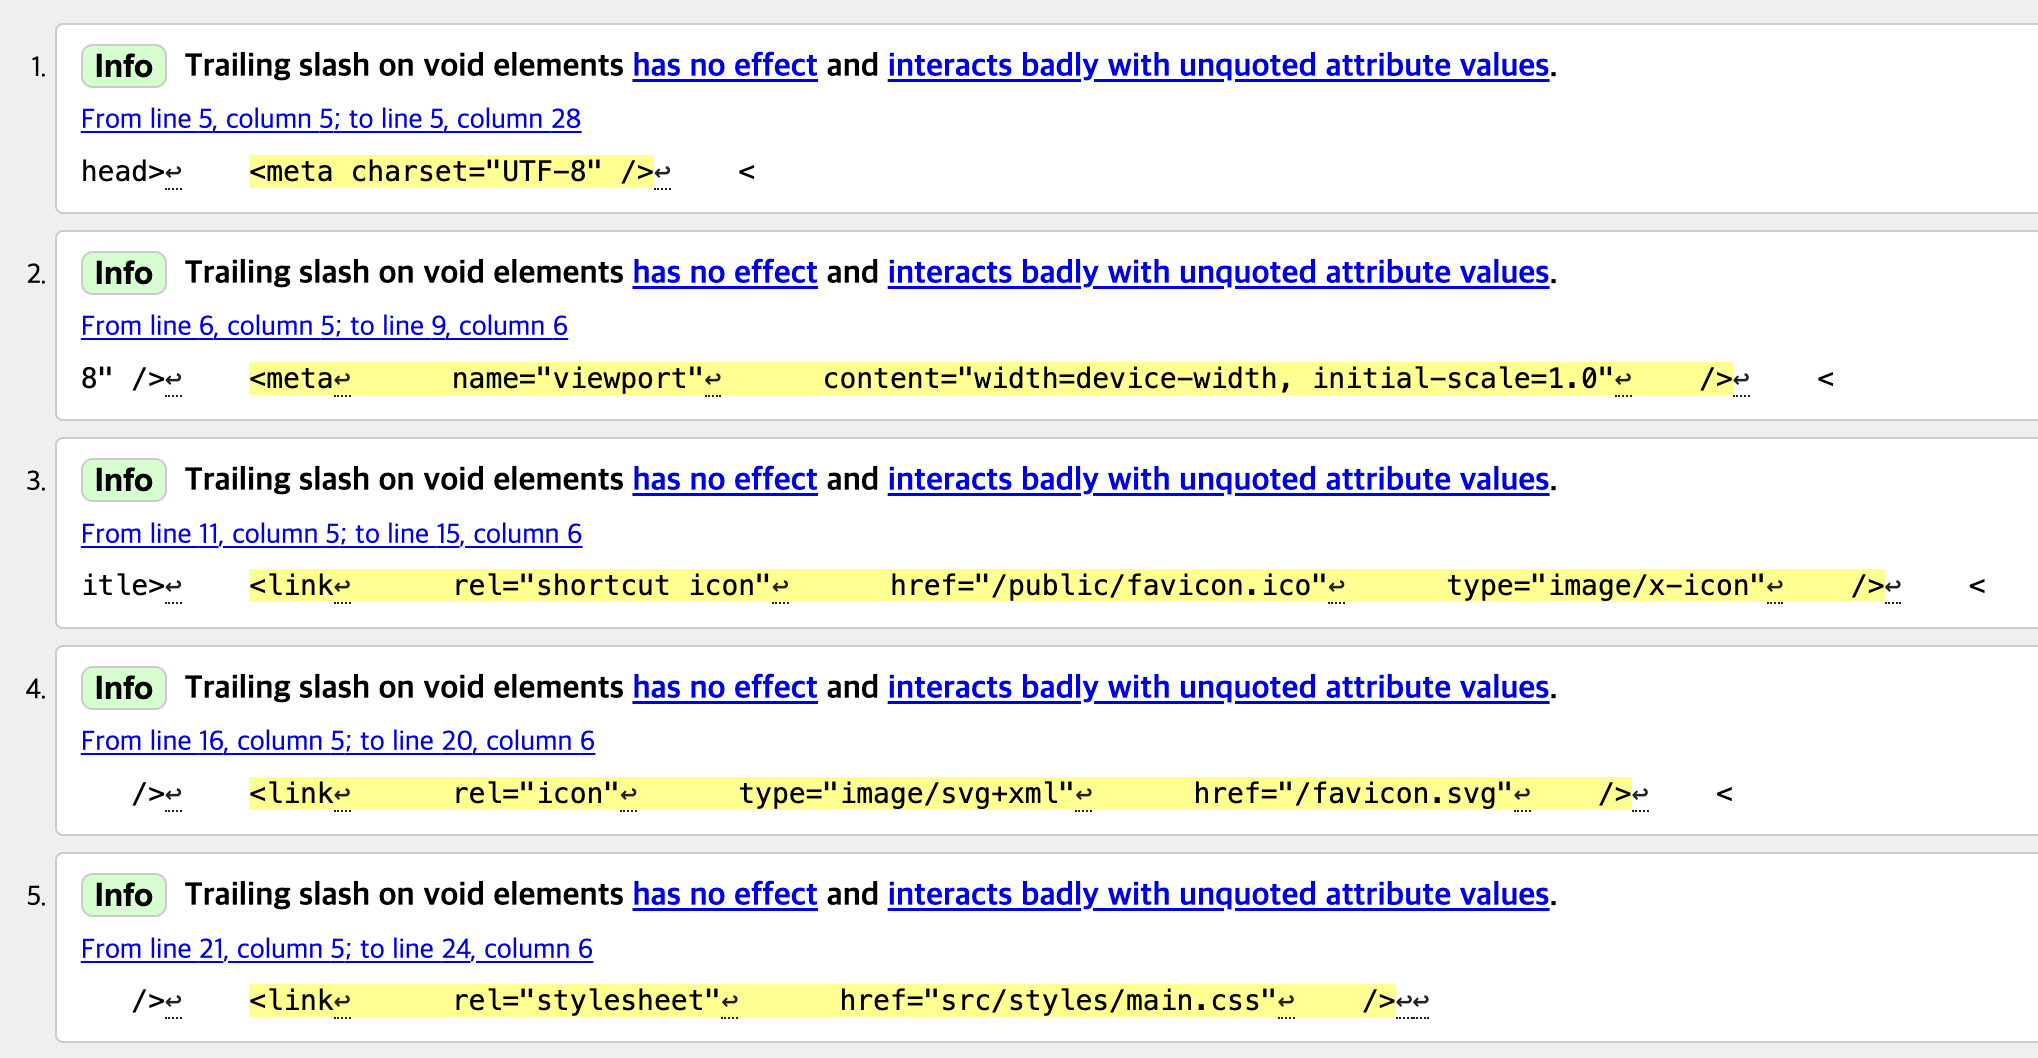 1. Info Trailing slash on void elements has no effect and interacts badly with unquoted attribute values.
From line 5, column 5; to line 5, column 28
head>↩    <meta charset="UTF-8" />↩    <
2. Info Trailing slash on void elements has no effect and interacts badly with unquoted attribute values.
From line 6, column 5; to line 9, column 6
8" />↩    <meta↩      name="viewport"↩      content="width=device-width, initial-scale=1.0"↩    />↩    <
3. Info Trailing slash on void elements has no effect and interacts badly with unquoted attribute values.
From line 11, column 5; to line 15, column 6
itle>↩    <link↩      rel="shortcut icon"↩      href="/public/favicon.ico"↩      type="image/x-icon"↩    />↩    <
4. Info Trailing slash on void elements has no effect and interacts badly with unquoted attribute values.
From line 16, column 5; to line 20, column 6
   />↩    <link↩      rel="icon"↩      type="image/svg+xml"↩      href="/favicon.svg"↩    />↩    <
5. Info Trailing slash on void elements has no effect and interacts badly with unquoted attribute values.
From line 21, column 5; to line 24, column 6
   />↩    <link↩      rel="stylesheet"↩      href="src/styles/main.css"↩    />↩↩